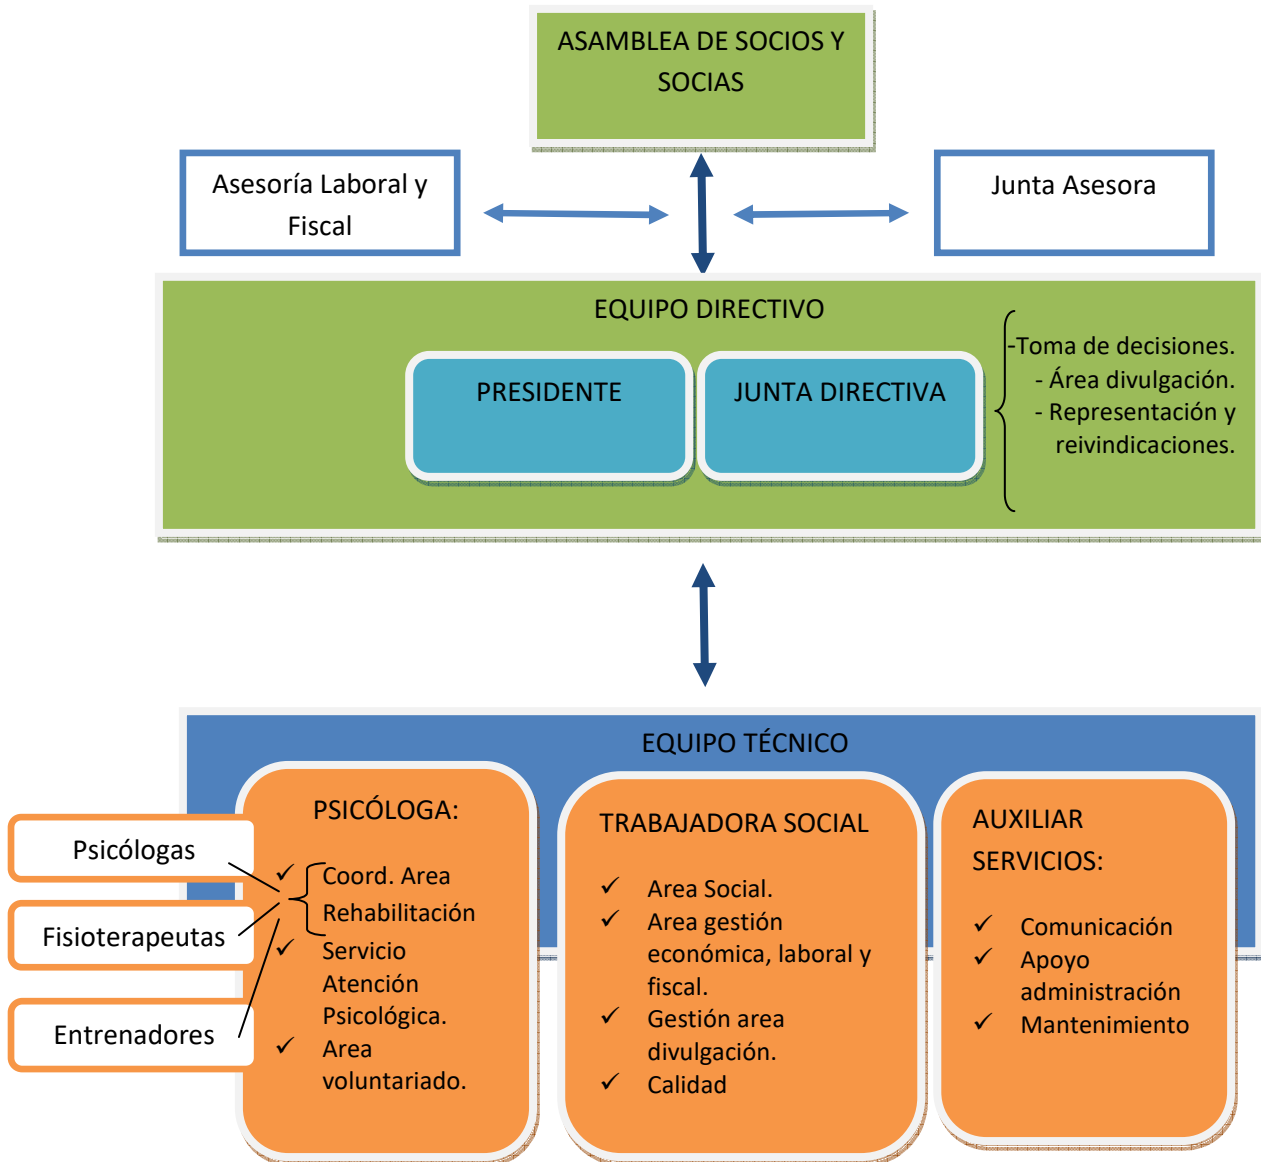 ASAMBLEA DE SOCIOS Y
SOCIAS
Asesoría Laboral y
Fiscal
Junta Asesora
EQUIPO DIRECTIVO
PRESIDENTE
JUNTA DIRECTIVA
-Toma de decisiones.
- Área divulgación.
- Representación y
reivindicaciones.
EQUIPO TÉCNICO
Psicólogas
Fisioterapeutas
Entrenadores
PSICÓLOGA:
✓ Coord. Area
Rehabilitación
✓ Servicio
Atención
Psicológica.
✓ Area
voluntariado.
TRABAJADORA SOCIAL
✓ Area Social.
✓ Area gestión
económica, laboral y
fiscal.
✓ Gestión area
divulgación.
✓ Calidad
AUXILIAR
SERVICIOS:
✓ Comunicación
✓ Apoyo
administración
✓ Mantenimiento